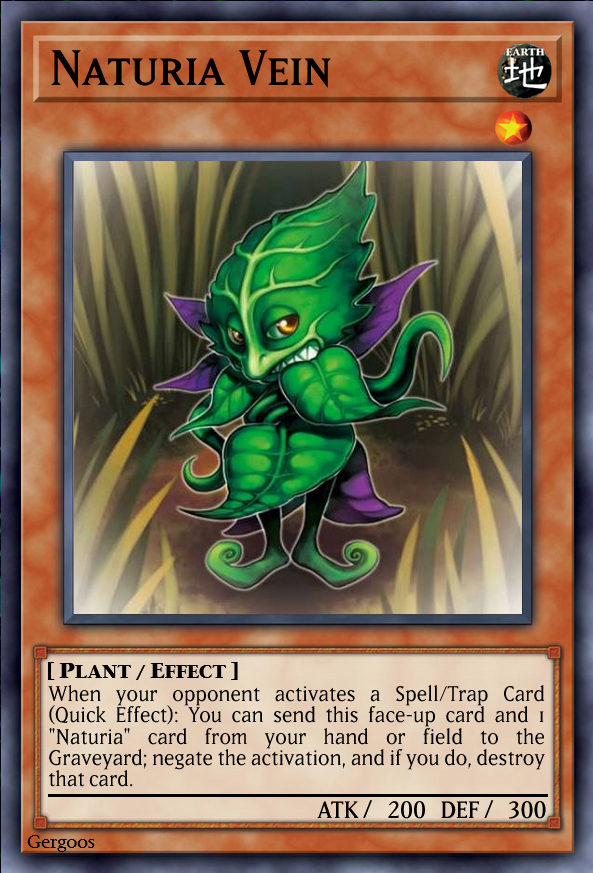 Naturia Vein
EARTH
地
[ Plant / Effect ]
When your opponent activates a Spell/Trap Card
(Quick Effect): You can send this face-up card and 1
"Naturia" card from your hand or field to the
Graveyard; negate the activation, and if you do, destroy
that card.
ATK / 200 DEF / 300
Gergoos